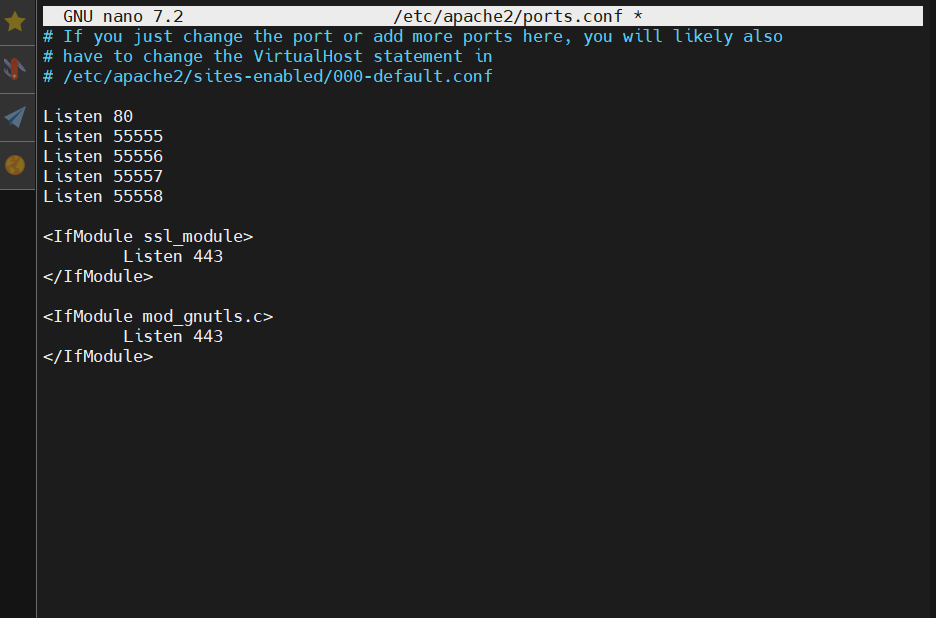 GNU nano 7.2 /etc/apache2/ports.conf *
# If you just change the port or add more ports here, you will likely also
# have to change the VirtualHost statement in
# /etc/apache2/sites-enabled/000-default.conf
Listen 80
Listen 55555
Listen 55556
Listen 55557
Listen 55558
<IfModule ssl_module>
Listen 443
</IfModule>
<IfModule mod_gnutls.c>
Listen 443
</IfModule>